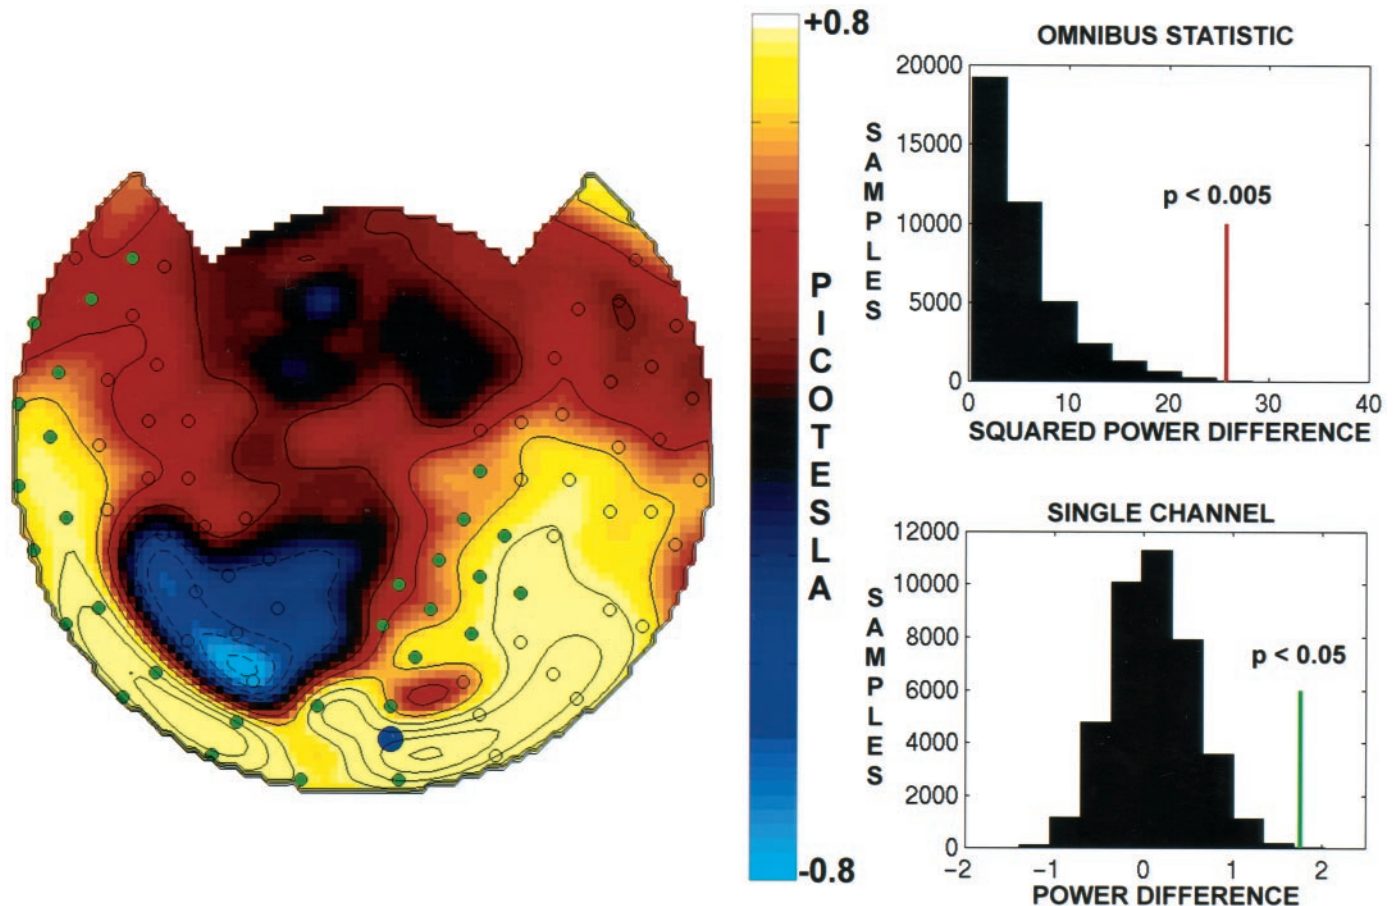 +0.8
PICOTESLA
-0.8
OMNIBUS STATISTIC
20000
15000
10000
5000
0
SAMPLES
p < 0.005
0 10 20 30 40
SQUARED POWER DIFFERENCE
SINGLE CHANNEL
12000
10000
8000
6000
4000
2000
0
SAMPLES
p < 0.05
−2 −1 0 1 2
POWER DIFFERENCE